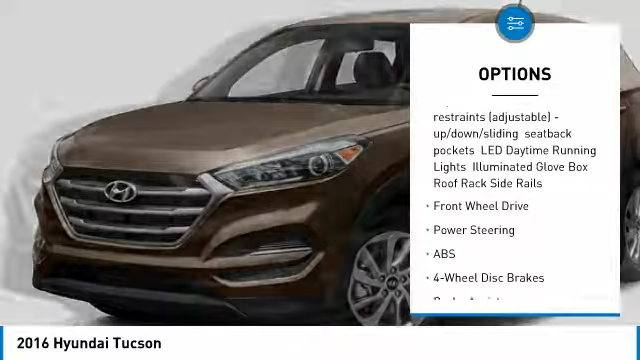 OPTIONS
restraints (adjustable) -
up/down/sliding seatback
pockets LED Daytime Running
Lights Illuminated Glove Box
Roof Rack Side Rails
Front Wheel Drive
Power Steering
ABS
4-Wheel Disc Brakes
2016 Hyundai Tucson